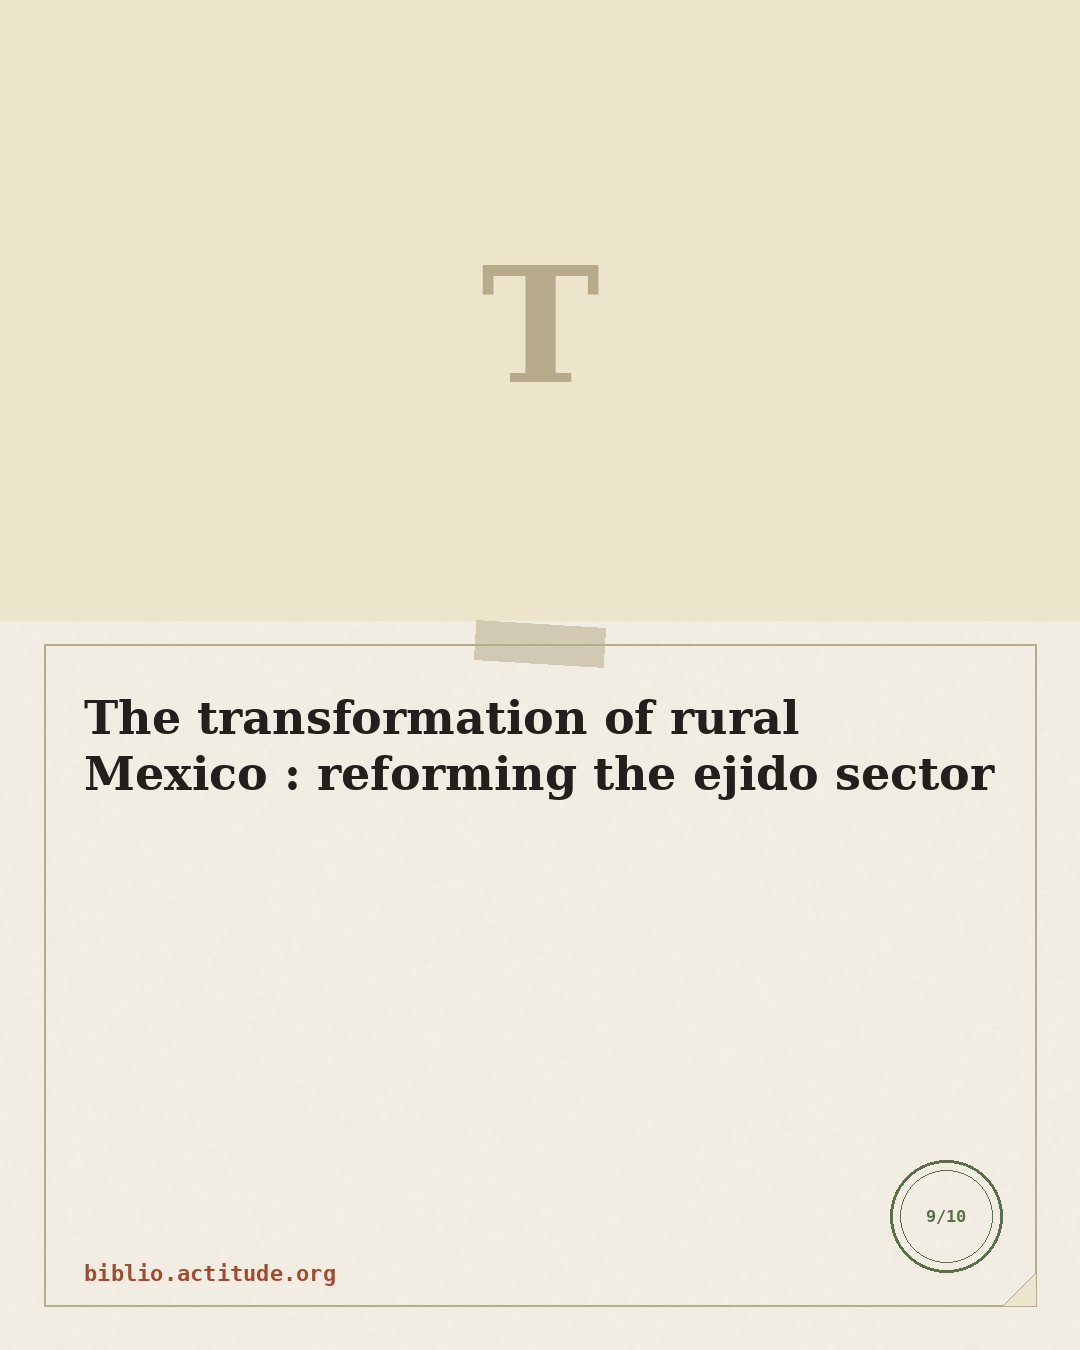 T
The transformation of rural
Mexico : reforming the ejido sector
9/10
biblio.actitude.org